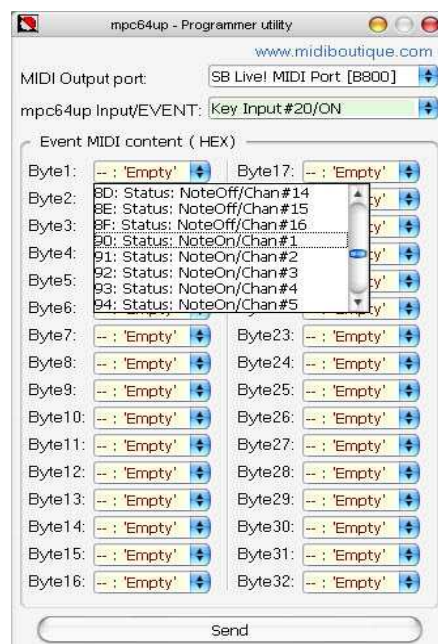 mpc64up - Programmer utility
www.midiboutique.com
MIDI Output port: SB Live! MIDI Port [B800]
mpc64up Input/EVENT: Key Input#20/ON
Event MIDI content ( HEX)
Byte1: -- : 'Empty' Byte17: -- : 'Empty'
Byte2: 8D: Status: NoteOff/Chan#14
8E: Status: NoteOff/Chan#15
Byte3: 8F: Status: NoteOff/Chan#16
90: Status: NoteOn/Chan#1
Byte4: 91: Status: NoteOn/Chan#2
92: Status: NoteOn/Chan#3
Byte5: 93: Status: NoteOn/Chan#4
94: Status: NoteOn/Chan#5
Byte6:
Byte7: -- : 'Empty' Byte23: -- : 'Empty'
Byte8: -- : 'Empty' Byte24: -- : 'Empty'
Byte9: -- : 'Empty' Byte25: -- : 'Empty'
Byte10: -- : 'Empty' Byte26: -- : 'Empty'
Byte11: -- : 'Empty' Byte27: -- : 'Empty'
Byte12: -- : 'Empty' Byte28: -- : 'Empty'
Byte13: -- : 'Empty' Byte29: -- : 'Empty'
Byte14: -- : 'Empty' Byte30: -- : 'Empty'
Byte15: -- : 'Empty' Byte31: -- : 'Empty'
Byte16: -- : 'Empty' Byte32: -- : 'Empty'
Send